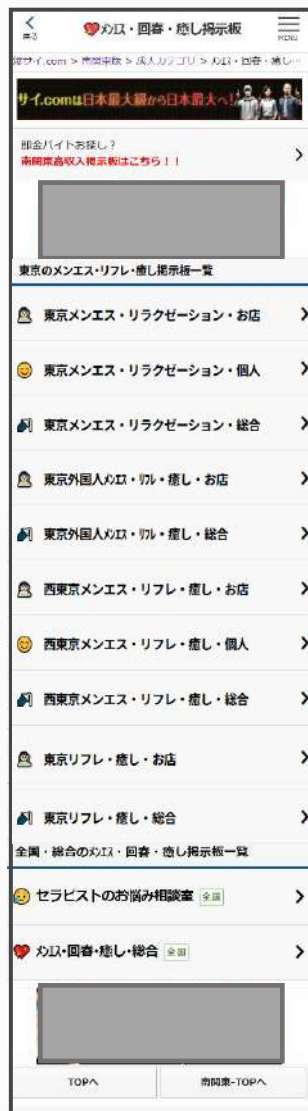 戻る
メンエス・回春・癒し掲示板
MENU
爆サイ.com > 南関東版 > 成人カテゴリ > メンエス・回春・癒し…
サイ.comは日本最大級から日本最大へ!
即金バイトお探し？
南関東高収入掲示板はこちら！！
東京のメンエス・リフレ・癒し掲示板一覧
東京メンエス・リラクゼーション・お店
東京メンエス・リラクゼーション・個人
東京メンエス・リラクゼーション・総合
東京外国人メンエス・リフレ・癒し・お店
東京外国人メンエス・リフレ・癒し・総合
西東京メンエス・リフレ・癒し・お店
西東京メンエス・リフレ・癒し・個人
西東京メンエス・リフレ・癒し・総合
東京リフレ・癒し・お店
東京リフレ・癒し・総合
全国・総合のメンエス・回春・癒し掲示板一覧
セラピストのお悩み相談室 全国
メンエス・回春・癒し・総合 全国
TOPへ
南関東-TOPへ